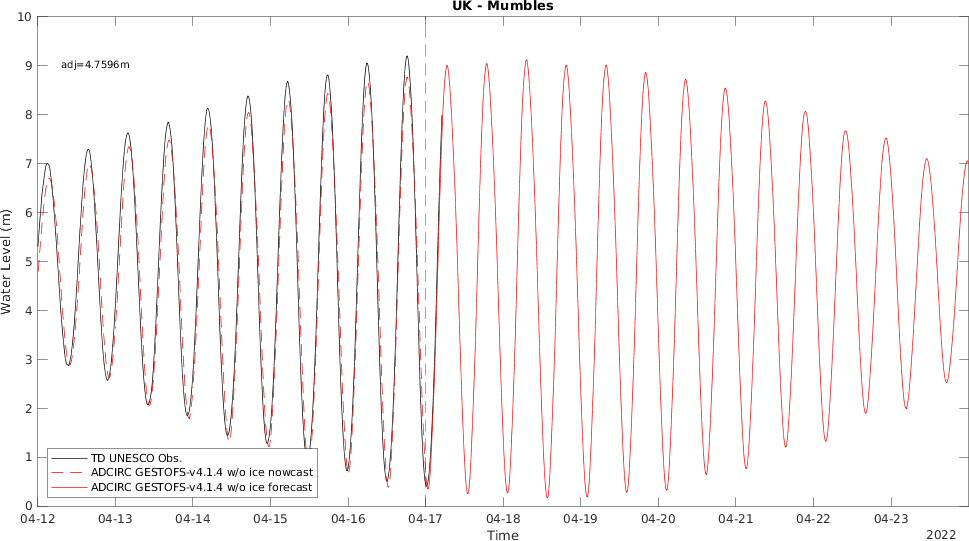 UK - Mumbles
10
9
8
7
6
5
4
3
2
1
0
Water Level (m)
adj=4.7596m
TD UNESCO Obs.
ADCIRC GESTOFS-v4.1.4 w/o ice nowcast
ADCIRC GESTOFS-v4.1.4 w/o ice forecast
04-12 04-13 04-14 04-15 04-16 04-17 04-18 04-19 04-20 04-21 04-22 04-23
Time
2022